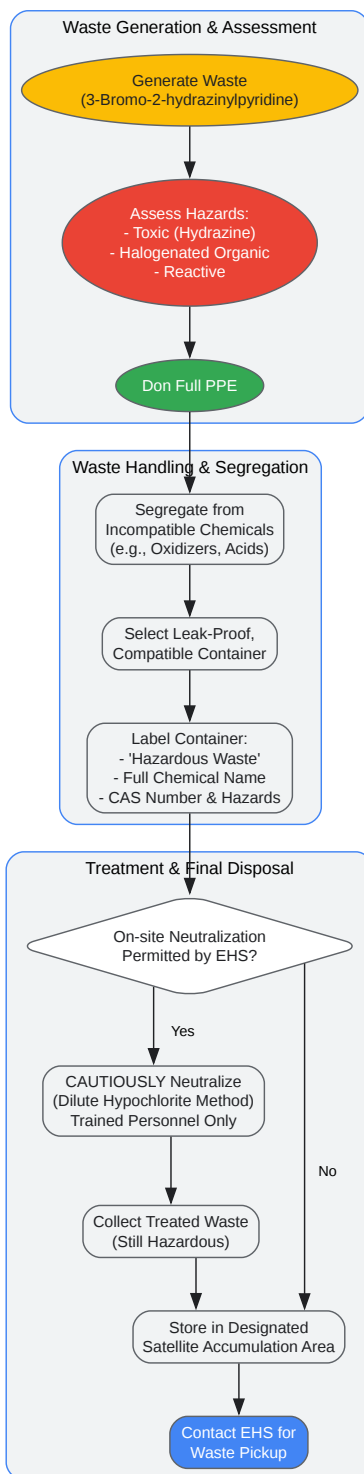 Waste Generation & Assessment
Generate Waste
(3-Bromo-2-hydrazinylpyridine)
Assess Hazards:
- Toxic (Hydrazine)
- Halogenated Organic
- Reactive
Don Full PPE
Waste Handling & Segregation
Segregate from
Incompatible Chemicals
(e.g., Oxidizers, Acids)
Select Leak-Proof,
Compatible Container
Label Container:
- 'Hazardous Waste'
- Full Chemical Name
- CAS Number & Hazards
Treatment & Final Disposal
On-site Neutralization
Permitted by EHS?
Yes
CAUTIOUSLY Neutralize
(Dilute Hypochlorite Method)
Trained Personnel Only
No
Collect Treated Waste
(Still Hazardous)
Store in Designated
Satellite Accumulation Area
Contact EHS for
Waste Pickup